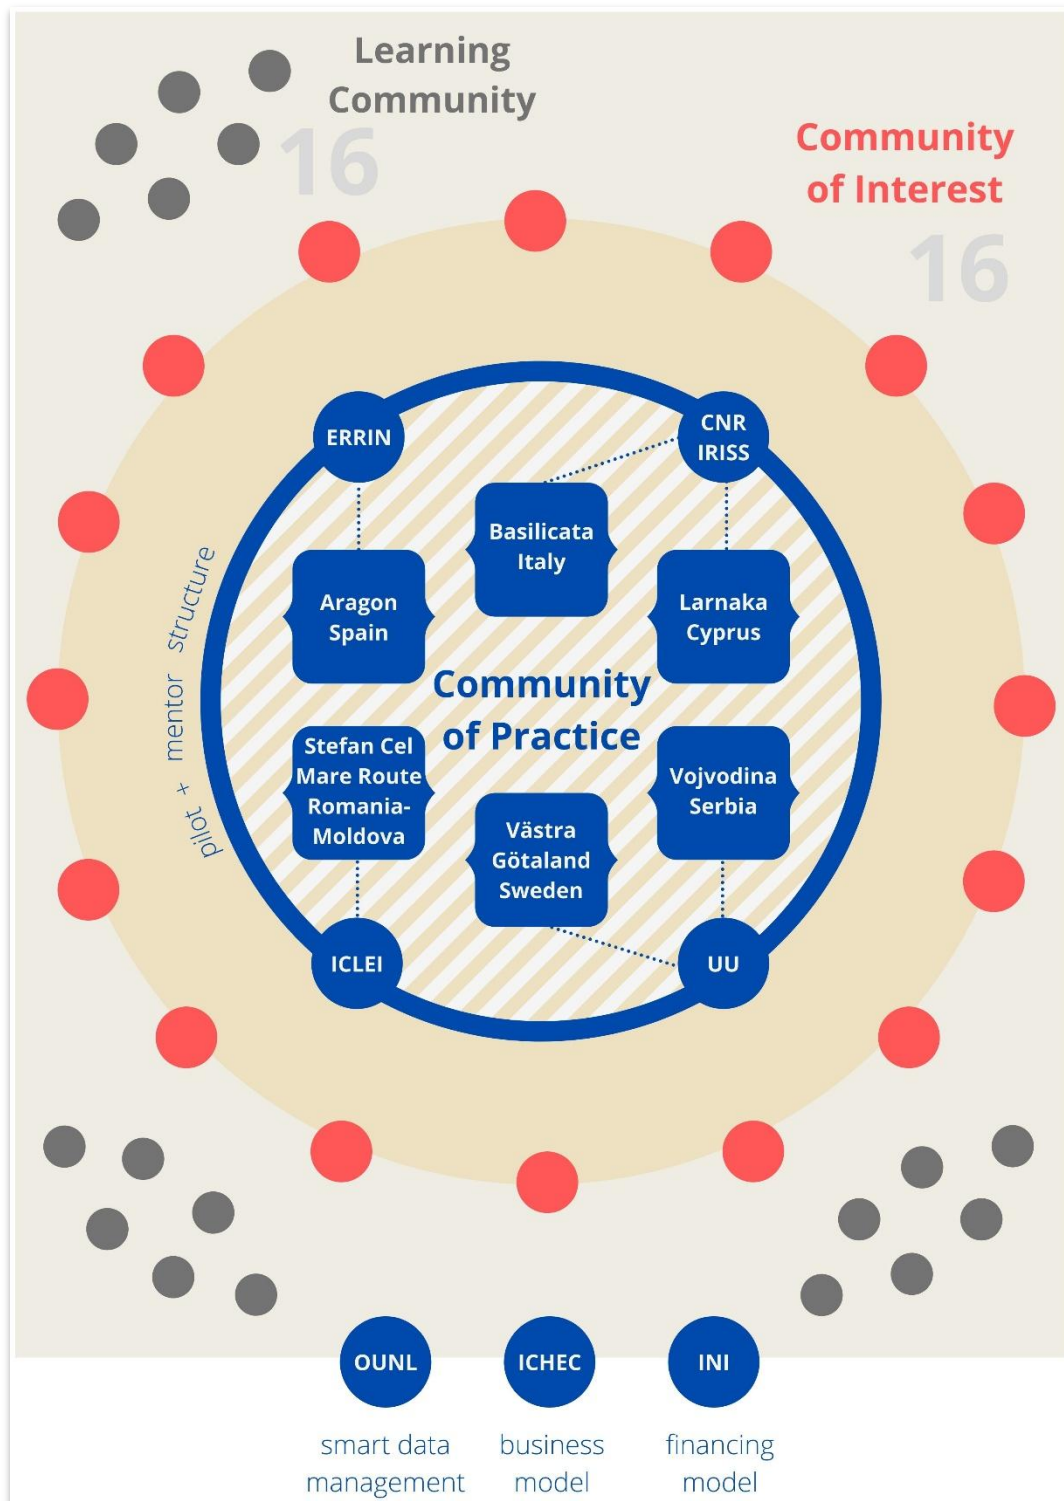 Learning
Community
16
Community
of Interest
16
ERRIN
CNR
IRISS
Basilicata
Italy
Aragon
Spain
Larnaka
Cyprus
pilot + mentor structure
Community
of Practice
Stefan Cel
Mare Route
Romania-
Moldova
Västra
Götaland
Sweden
Vojvodina
Serbia
ICLEI
UU
OUNL
ICHEC
INI
smart data
management
business
model
financing
model